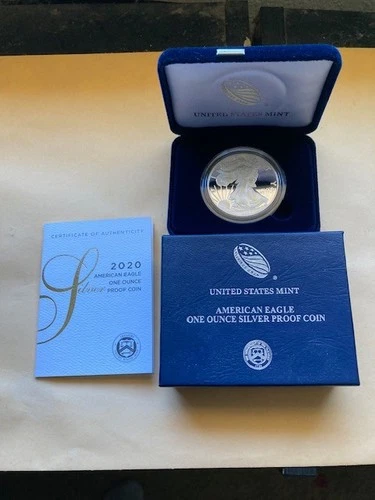 UNITED STATES MINT
CERTIFICATE OF AUTHENTICITY
2020
AMERICAN EAGLE
ONE OUNCE
Silver PROOF COIN
UNITED STATES MINT
AMERICAN EAGLE
ONE OUNCE SILVER PROOF COIN